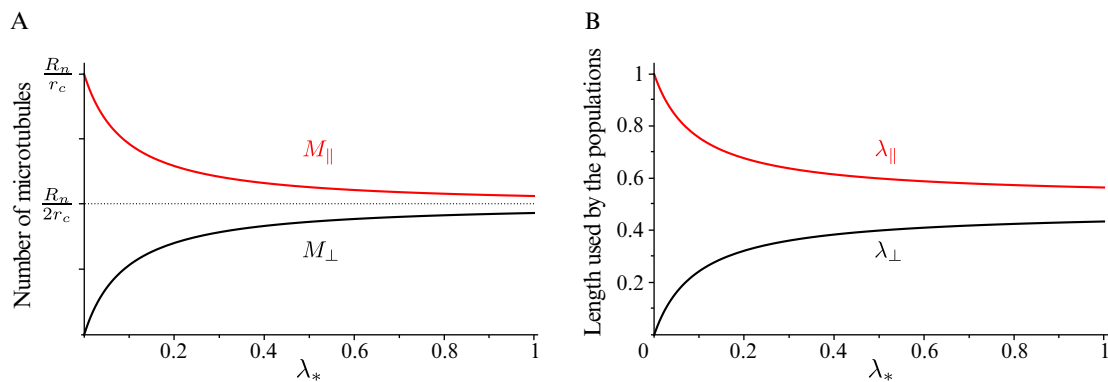 A
Number of microtubules
R_n/r_c
R_n/2r_c
M_∥
M_⊥
0.2 0.4 0.6 0.8 1
λ_*
B
Length used by the populations
1
0.8
0.6
0.4
0.2
λ_∥
λ_⊥
0 0.2 0.4 0.6 0.8 1
λ_*